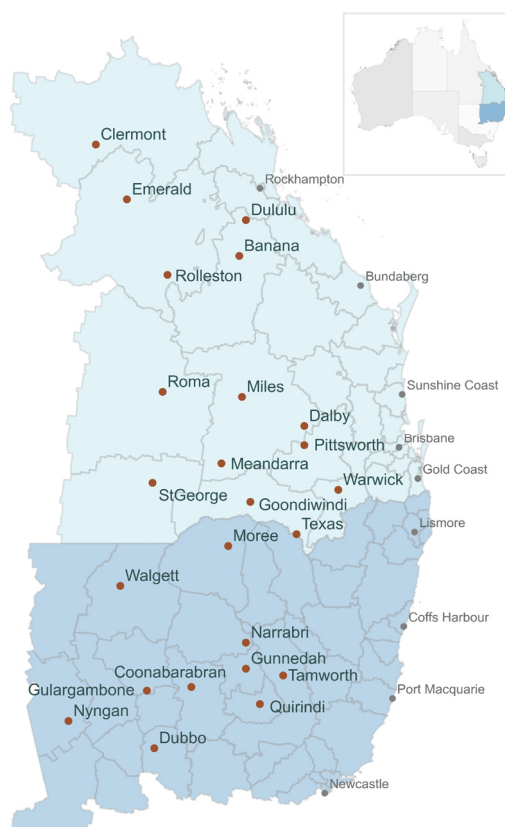 Clermont
Emerald
Rockhampton
Dululu
Banana
Rolleston
Bundaberg
Roma
Miles
Sunshine Coast
Dalby
Pittsworth
Brisbane
Meandarra
Warwick
Gold Coast
StGeorge
Goondiwindi
Texas
Lismore
Moree
Walgett
Coffs Harbour
Narrabri
Gunnedah
Coonabarabran
Tamworth
Gulargambone
Port Macquarie
Nyngan
Quirindi
Dubbo
Newcastle